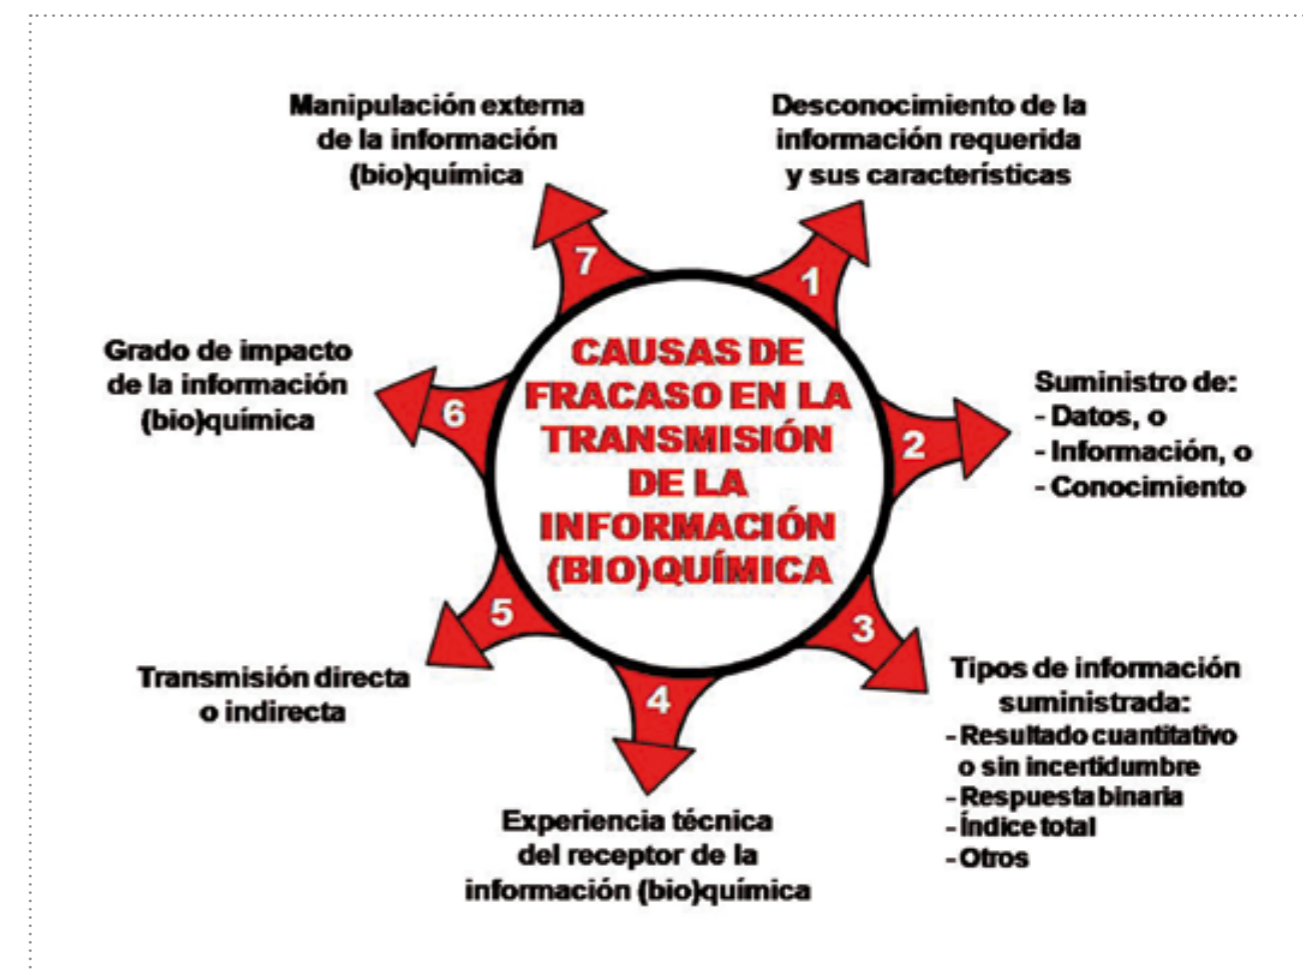 CAUSAS DE
FRACASO EN LA
TRANSMISIÓN
DE LA
INFORMACIÓN
(BIO)QUÍMICA
1
Desconocimiento de la
información requerida
y sus características
2
Suministro de:
- Datos, o
- Información, o
- Conocimiento
3
Tipos de información
suministrada:
- Resultado cuantitativo
o sin incertidumbre
- Respuesta binaria
- Índice total
- Otros
4
Experiencia técnica
del receptor de la
información (bio)química
5
Transmisión directa
o indirecta
6
Grado de impacto
de la información
(bio)química
7
Manipulación externa
de la información
(bio)química